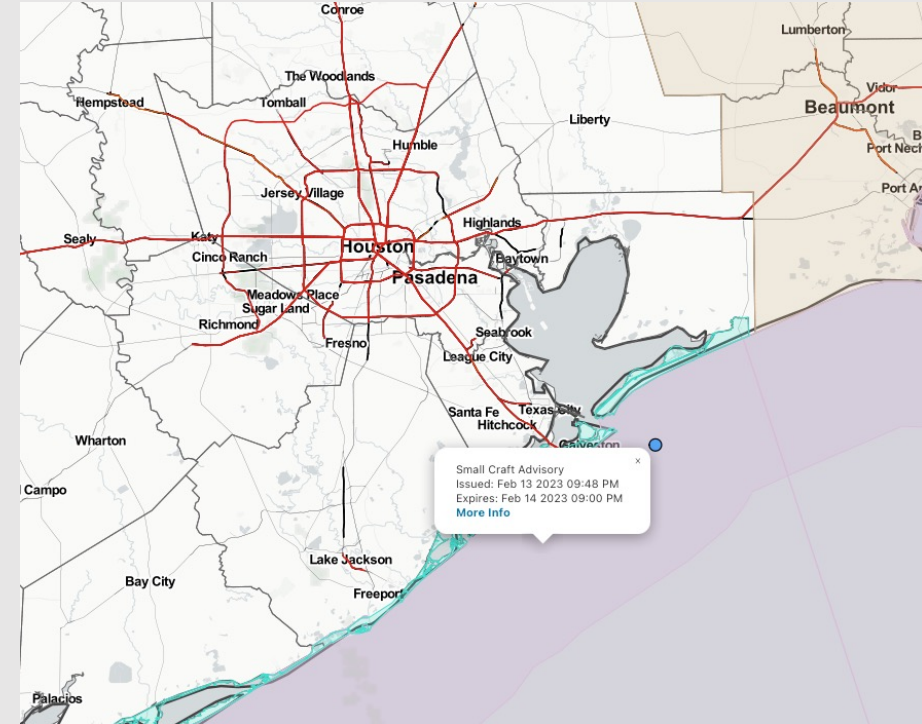 Conroe
Lumberton
The Woodlands
Vidor
Hempstead
Tomball
Beaumont
Liberty
Humble
Port Nech
Port Ar
Jersey Village
Highlands
Sealy
Katy
Houston
Cinco Ranch
Baytown
Pasadena
Meadows Place
Sugar Land
Richmond
Seabrook
Fresno
League City
Santa Fe
Texas City
Hitchcock
Wharton
Galveston
Small Craft Advisory
×
Issued: Feb 13 2023 09:48 PM
Expires: Feb 14 2023 09:00 PM
More Info
Campo
Lake Jackson
Bay City
Freeport
Palacios